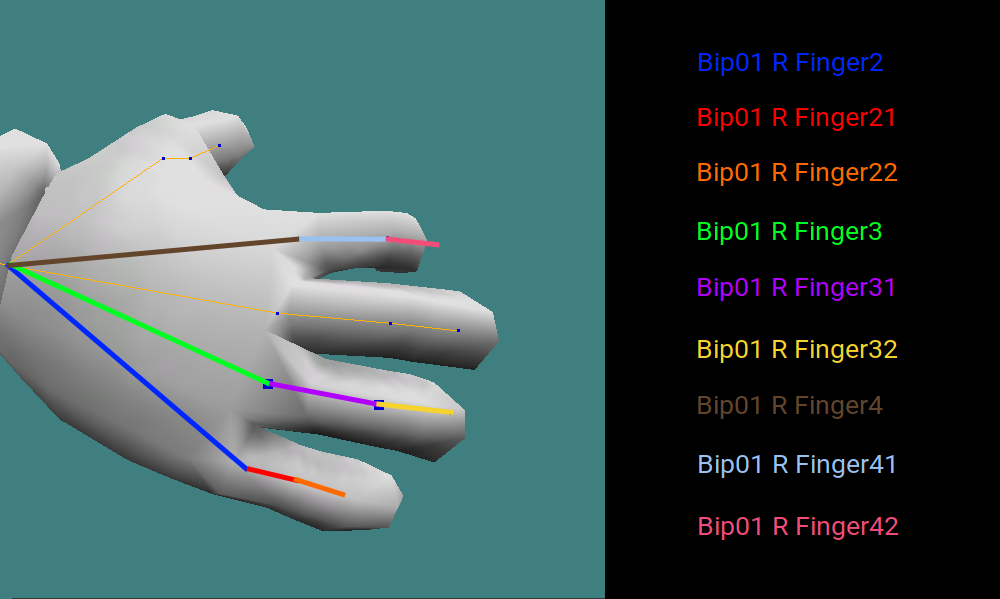 Bip01 R Finger2
Bip01 R Finger21
Bip01 R Finger22
Bip01 R Finger3
Bip01 R Finger31
Bip01 R Finger32
Bip01 R Finger4
Bip01 R Finger41
Bip01 R Finger42